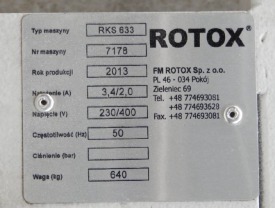 Typ maszyny RKS 633
ROTOX®
Nr maszyny 7178
Rok produkcji 2013
Natężenie (A) 3,4/2,0
Napięcie (V) 230/400
Częstotliwość (Hz) 50
Ciśnienie (bar)
Waga (kg) 640
FM ROTOX Sp. z o.o.
PL 46 - 034 Pokój
Zieleniec 69
Tel. +48 774693081
+48 774693628
Fax. +48 774693081